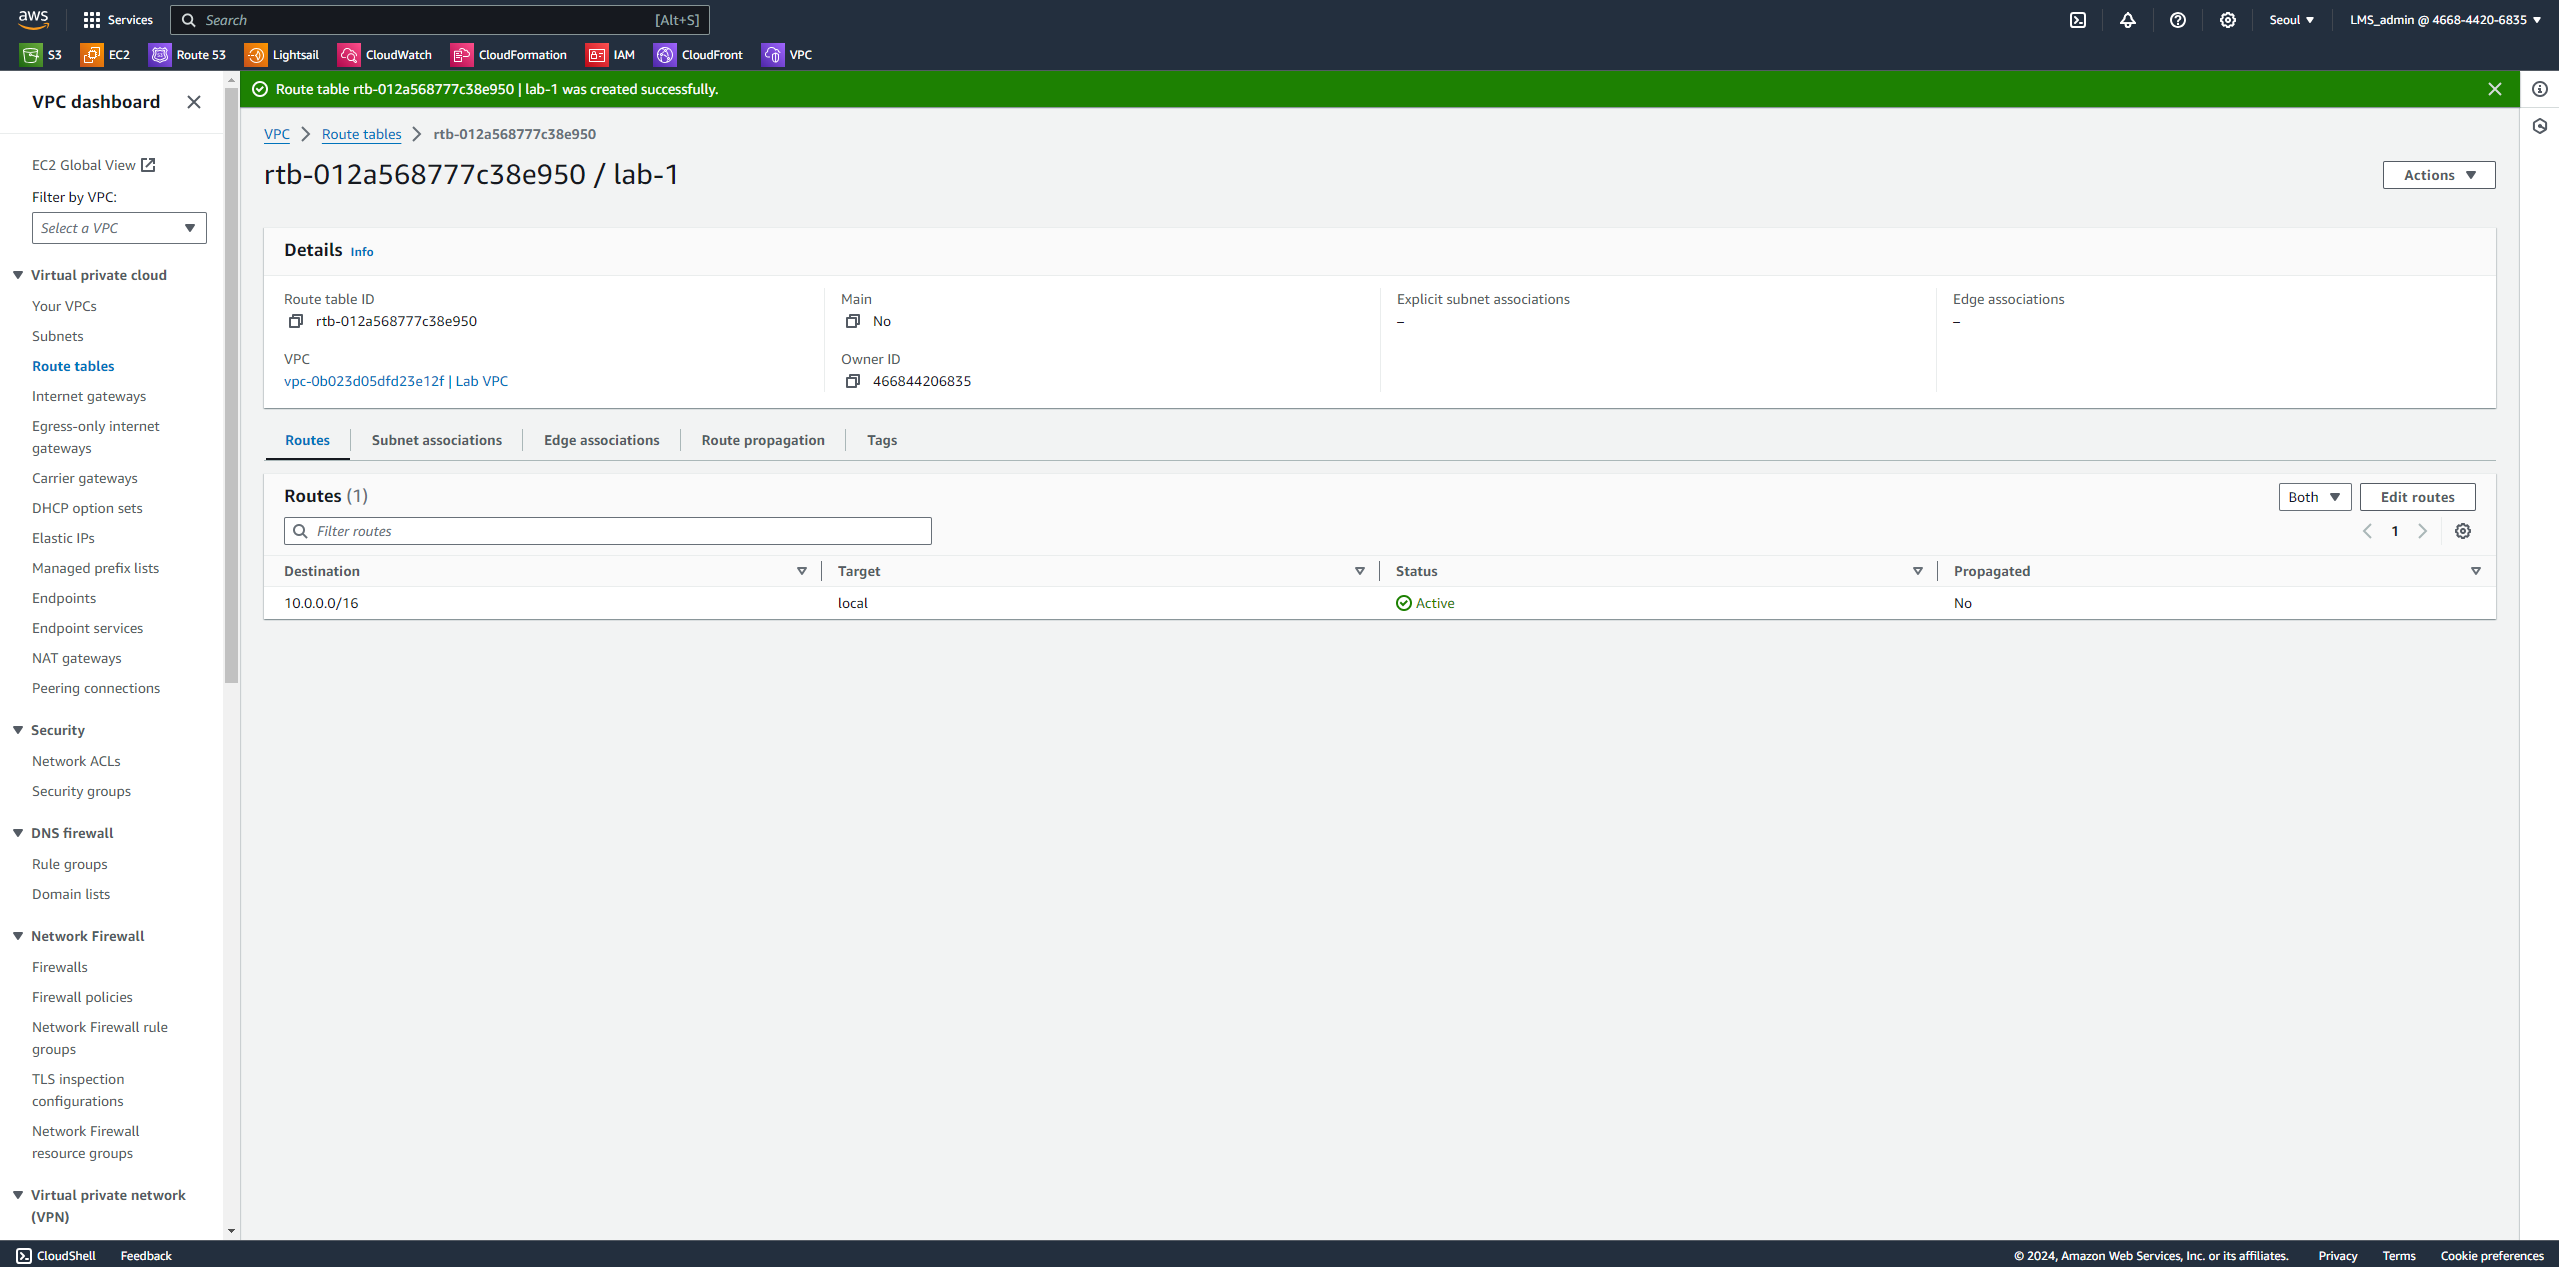 aws
Services
Search
[Alt+S]
Seoul ▼
LMS_admin @ 4668-4420-6835 ▼
S3
EC2
Route 53
Lightsail
CloudWatch
CloudFormation
IAM
CloudFront
VPC
VPC dashboard
EC2 Global View
Filter by VPC:
Select a VPC
Virtual private cloud
Your VPCs
Subnets
Route tables
Internet gateways
Egress-only internet
gateways
Carrier gateways
DHCP option sets
Elastic IPs
Managed prefix lists
Endpoints
Endpoint services
NAT gateways
Peering connections
Security
Network ACLs
Security groups
DNS firewall
Rule groups
Domain lists
Network Firewall
Firewalls
Firewall policies
Network Firewall rule
groups
TLS inspection
configurations
Network Firewall
resource groups
Virtual private network
(VPN)
Route table rtb-012a568777c38e950 | lab-1 was created successfully.
VPC > Route tables > rtb-012a568777c38e950
rtb-012a568777c38e950 / lab-1
Actions ▼
Details Info
Route table ID
rtb-012a568777c38e950
Main
No
Explicit subnet associations
–
Edge associations
–
VPC
vpc-0b023d05dfd23e12f | Lab VPC
Owner ID
466844206835
Routes
Subnet associations
Edge associations
Route propagation
Tags
Routes (1)
Both ▼
Edit routes
Filter routes
1
Destination
Target
Status
Propagated
10.0.0.0/16
local
Active
No
CloudShell
Feedback
© 2024, Amazon Web Services, Inc. or its affiliates.
Privacy
Terms
Cookie preferences